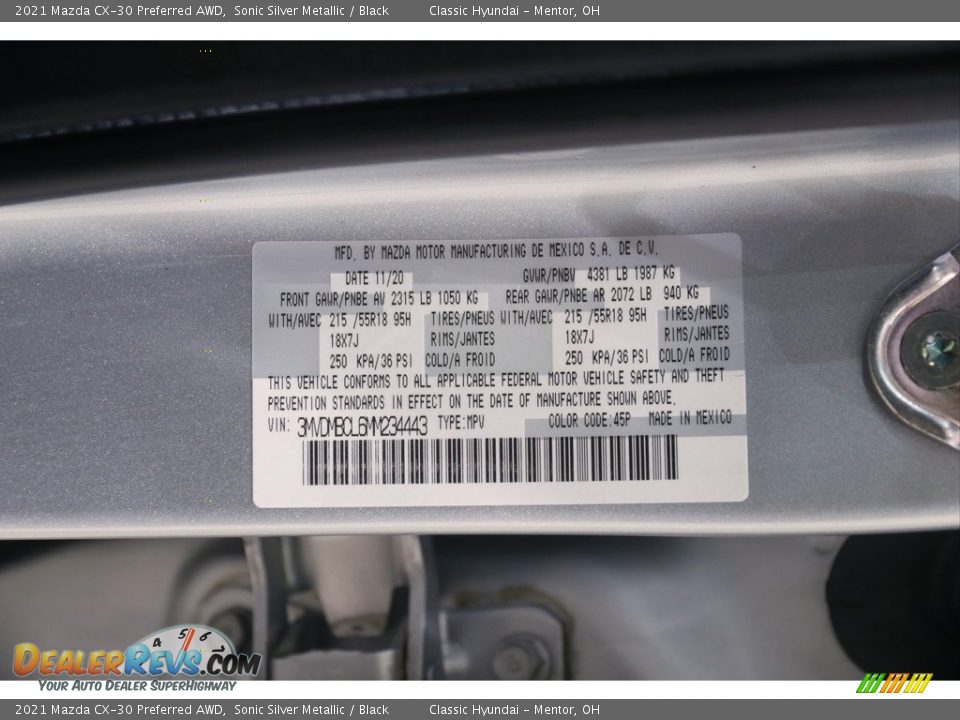 2021 Mazda CX-30 Preferred AWD, Sonic Silver Metallic / Black Classic Hyundai - Mentor, OH
MFD. BY MAZDA MOTOR MANUFACTURING DE MEXICO S.A. DE C.V.
DATE 11/20 GVWR/PNBV 4381 LB 1987 KG
FRONT GAWR/PNBE AV 2315 LB 1050 KG REAR GAWR/PNBE AR 2072 LB 940 KG
WITH/AVEC 215 /55R18 95H TIRES/PNEUS WITH/AVEC 215 /55R18 95H TIRES/PNEUS
18X7J RIMS/JANTES 18X7J RIMS/JANTES
250 KPA/36 PSI COLD/A FROID 250 KPA/36 PSI COLD/A FROID
THIS VEHICLE CONFORMS TO ALL APPLICABLE FEDERAL MOTOR VEHICLE SAFETY AND THEFT
PREVENTION STANDARDS IN EFFECT ON THE DATE OF MANUFACTURE SHOWN ABOVE.
VIN: 3MVDMBCL6MM234443 TYPE:MPV COLOR CODE:45P MADE IN MEXICO
4 5 6
DEALERREVS.COM
YOUR AUTO DEALER SUPERHIGHWAY
2021 Mazda CX-30 Preferred AWD, Sonic Silver Metallic / Black Classic Hyundai - Mentor, OH